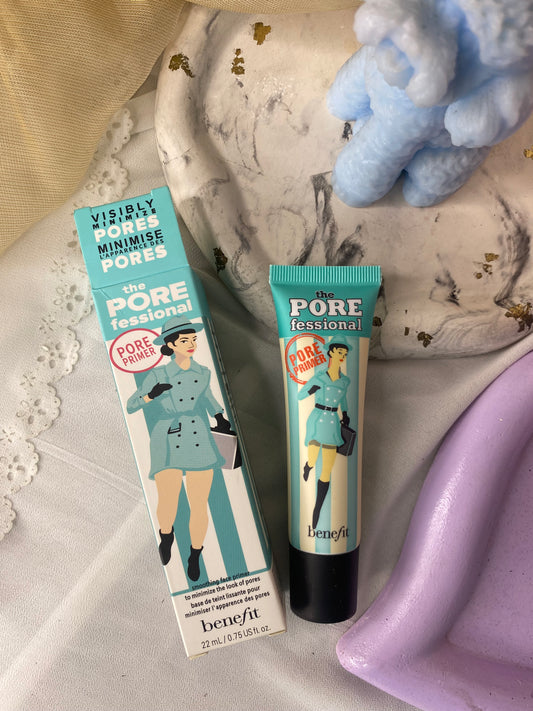 VISIBLY
MINIMIZE
PORES
MINIMISE
L'APPARENCE DES
PORES
the
PORE
fessional
PORE
PRIMER
smoothing face primer
to minimize the look of pores
base de teint lissante pour
minimiser l'apparence des pores
benefit
22 mL / 0.75 US fl. oz.
the
PORE
fessional
PORE
PRIMER
benefit